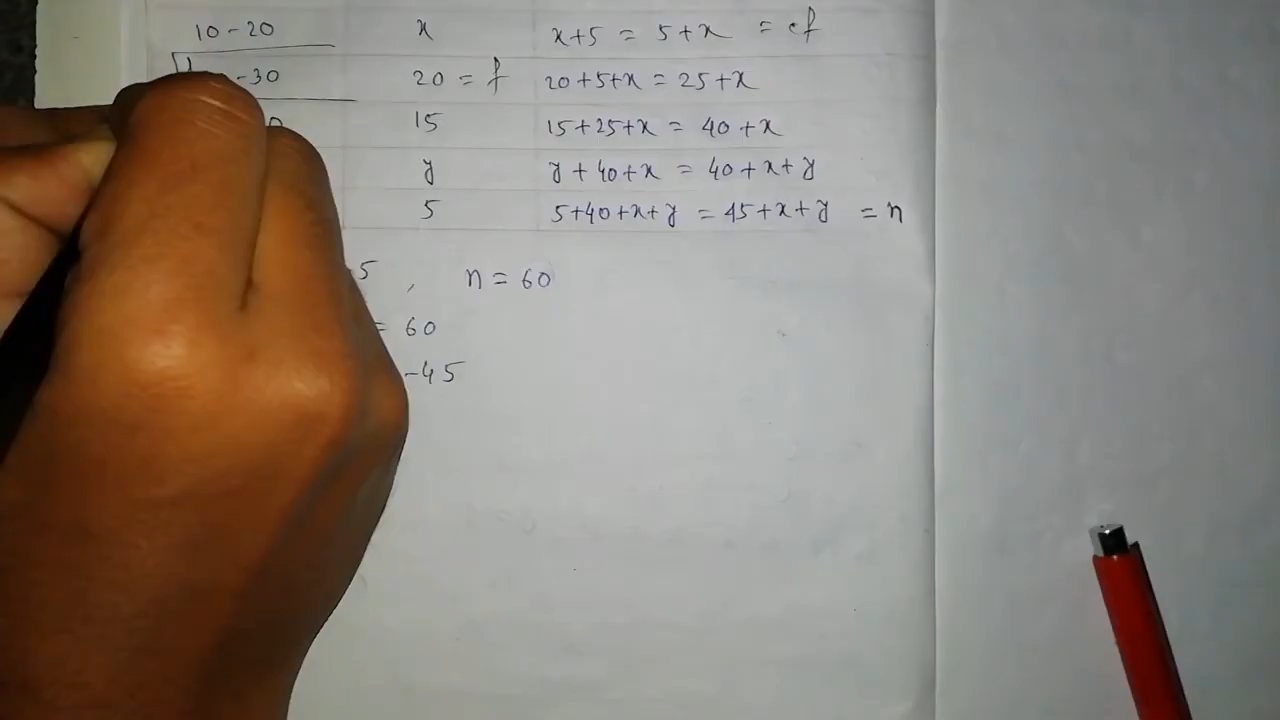 10-20 x x+5 = 5+x = cf
-30 20 = f 20+5+x = 25+x
15 15+25+x = 40+x
y y+40+x = 40+x+y
5 5+40+x+y = 45+x+y = n
5 , n = 60
= 60
-45